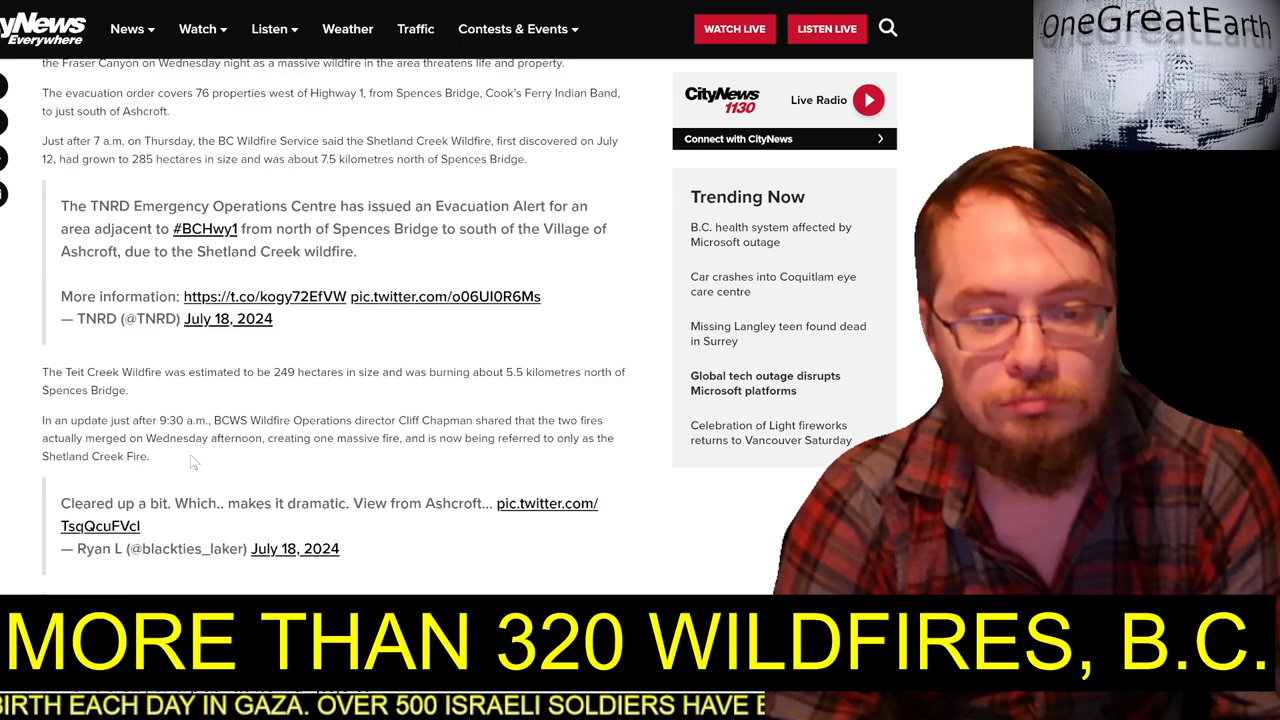 yNews
Everywhere
News
Watch
Listen
Weather
Traffic
Contests & Events
WATCH LIVE
LISTEN LIVE
OneGreatEarth
the Fraser Canyon on Wednesday night as a massive wildfire in the area threatens life and property.
The evacuation order covers 76 properties west of Highway 1, from Spences Bridge, Cook's Ferry Indian Band,
to just south of Ashcroft.
Just after 7 a.m. on Thursday, the BC Wildfire Service said the Shetland Creek Wildfire, first discovered on July
12, had grown to 285 hectares in size and was about 7.5 kilometres north of Spences Bridge.
The TNRD Emergency Operations Centre has issued an Evacuation Alert for an
area adjacent to #BCHwy1 from north of Spences Bridge to south of the Village of
Ashcroft, due to the Shetland Creek wildfire.
More information: https://t.co/kogy72EfVW pic.twitter.com/o06UI0R6Ms
— TNRD (@TNRD) July 18, 2024
The Teit Creek Wildfire was estimated to be 249 hectares in size and was burning about 5.5 kilometres north of
Spences Bridge.
In an update just after 9:30 a.m., BCWS Wildfire Operations director Cliff Chapman shared that the two fires
actually merged on Wednesday afternoon, creating one massive fire, and is now being referred to only as the
Shetland Creek Fire.
Cleared up a bit. Which.. makes it dramatic. View from Ashcroft... pic.twitter.com/
TsqQcuFVcI
— Ryan L (@blackties_laker) July 18, 2024
CityNews
1130
Live Radio
Connect with CityNews
Trending Now
B.C. health system affected by
Microsoft outage
Car crashes into Coquitlam eye
care centre
Missing Langley teen found dead
in Surrey
Global tech outage disrupts
Microsoft platforms
Celebration of Light fireworks
returns to Vancouver Saturday
MORE THAN 320 WILDFIRES, B.C.
BIRTH EACH DAY IN GAZA. OVER 500 ISRAELI SOLDIERS HAVE